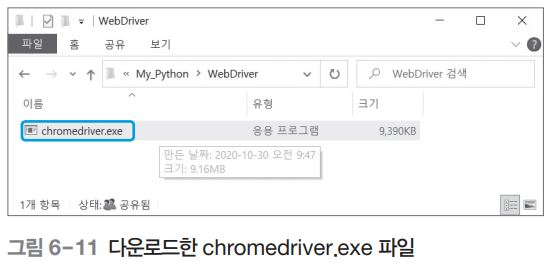 WebDriver
파일 홈 공유 보기
« My_Python > WebDriver WebDriver 검색
이름 유형 크기
chromedriver.exe 응용 프로그램 9,390KB
만든 날짜: 2020-10-30 오전 9:47
크기: 9.16MB
1개 항목 상태: 공유됨
그림 6-11 다운로드한 chromedriver.exe 파일